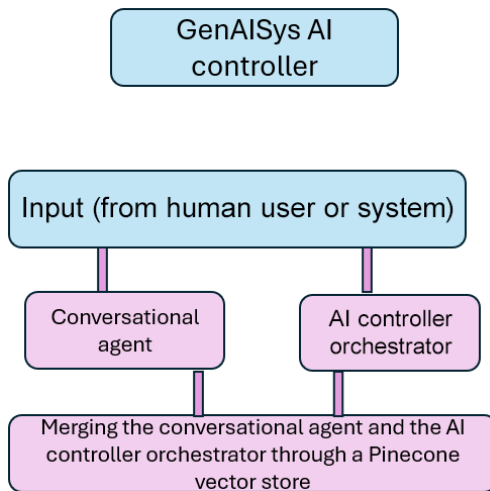 GenAISys AI
controller
Input (from human user or system)
Conversational
agent
AI controller
orchestrator
Merging the conversational agent and the AI
controller orchestrator through a Pinecone
vector store